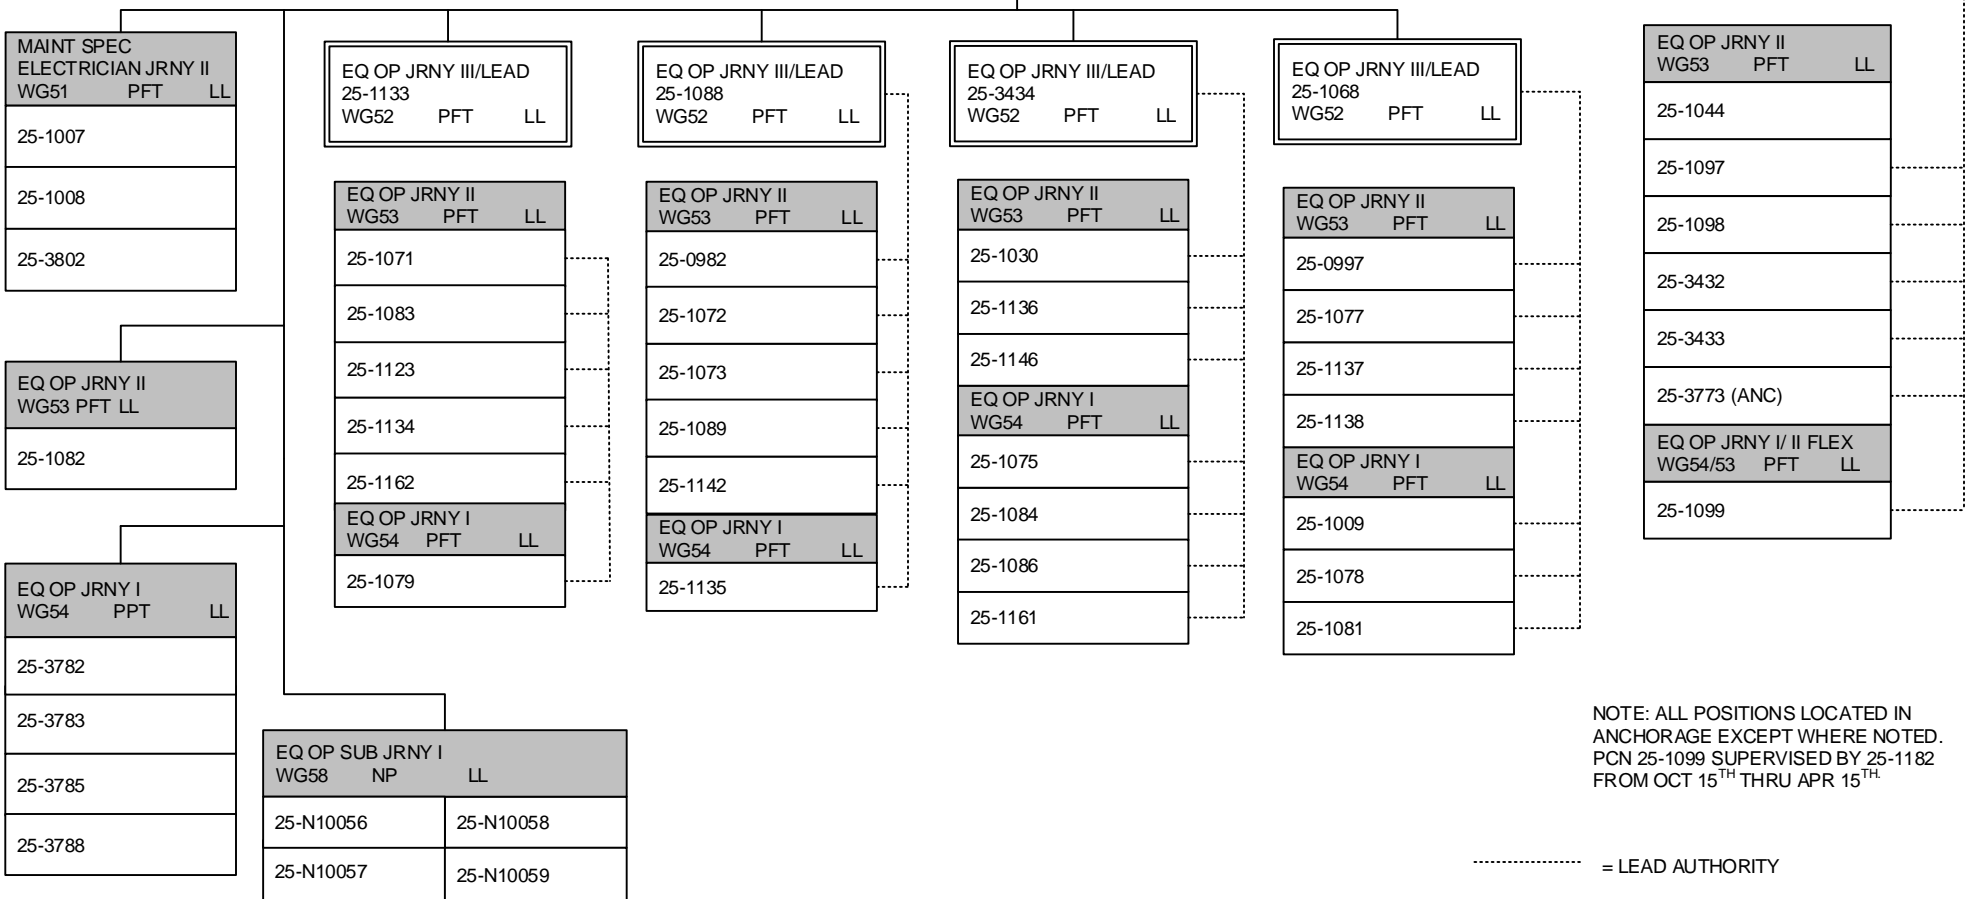 MAINT SPEC
ELECTRICIAN JRNY II
WG51 PFT LL
25-1007
25-1008
25-3802
EQ OP JRNY II
WG53 PFT LL
25-1082
EQ OP JRNY I
WG54 PPT LL
25-3782
25-3783
25-3785
25-3788
EQ OP SUB JRNY I
WG58 NP LL
25-N10056 25-N10058
25-N10057 25-N10059
EQ OP JRNY III/LEAD
25-1133
WG52 PFT LL
EQ OP JRNY II
WG53 PFT LL
25-1071
25-1083
25-1123
25-1134
25-1162
EQ OP JRNY I
WG54 PFT LL
25-1079
EQ OP JRNY III/LEAD
25-1088
WG52 PFT LL
EQ OP JRNY II
WG53 PFT LL
25-0982
25-1072
25-1073
25-1089
25-1142
EQ OP JRNY I
WG54 PFT LL
25-1135
EQ OP JRNY III/LEAD
25-3434
WG52 PFT LL
EQ OP JRNY II
WG53 PFT LL
25-1030
25-1136
25-1146
EQ OP JRNY I
WG54 PFT LL
25-1075
25-1084
25-1086
25-1161
EQ OP JRNY III/LEAD
25-1068
WG52 PFT LL
EQ OP JRNY II
WG53 PFT LL
25-0997
25-1077
25-1137
25-1138
EQ OP JRNY I
WG54 PFT LL
25-1009
25-1078
25-1081
EQ OP JRNY II
WG53 PFT LL
25-1044
25-1097
25-1098
25-3432
25-3433
25-3773 (ANC)
EQ OP JRNY I/ II FLEX
WG54/53 PFT LL
25-1099
NOTE: ALL POSITIONS LOCATED IN
ANCHORAGE EXCEPT WHERE NOTED.
PCN 25-1099 SUPERVISED BY 25-1182
FROM OCT 15TH THRU APR 15TH.
= LEAD AUTHORITY